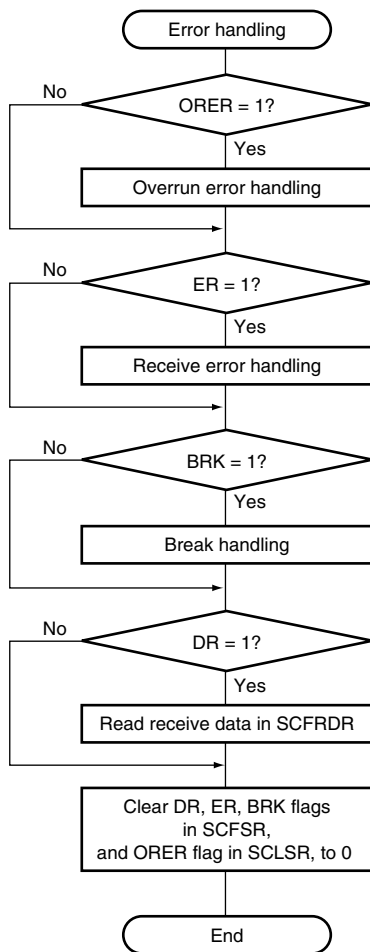 Error handling
No
ORER = 1?
Yes
Overrun error handling
No
ER = 1?
Yes
Receive error handling
No
BRK = 1?
Yes
Break handling
No
DR = 1?
Yes
Read receive data in SCFRDR
Clear DR, ER, BRK flags
in SCFSR,
and ORER flag in SCLSR, to 0
End